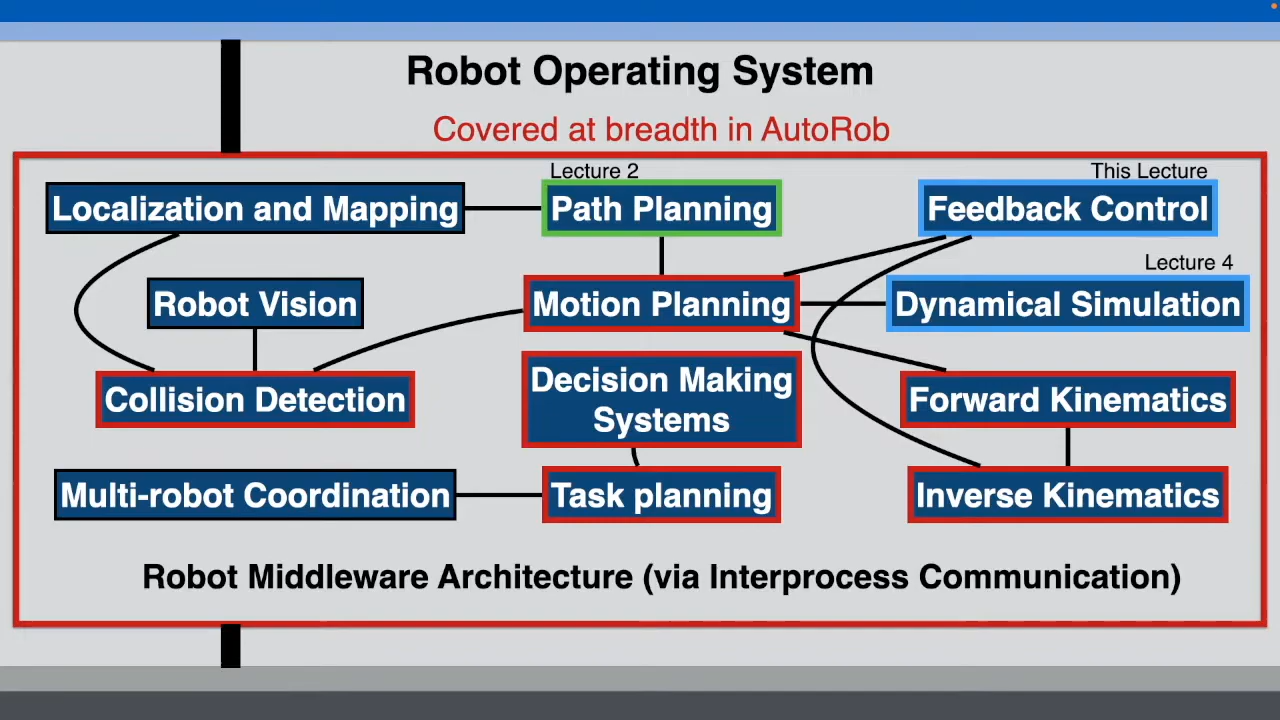 Robot Operating System
Covered at breadth in AutoRob
Lecture 2
This Lecture
Localization and Mapping
Path Planning
Feedback Control
Lecture 4
Robot Vision
Motion Planning
Dynamical Simulation
Decision Making
Systems
Collision Detection
Forward Kinematics
Multi-robot Coordination
Task planning
Inverse Kinematics
Robot Middleware Architecture (via Interprocess Communication)